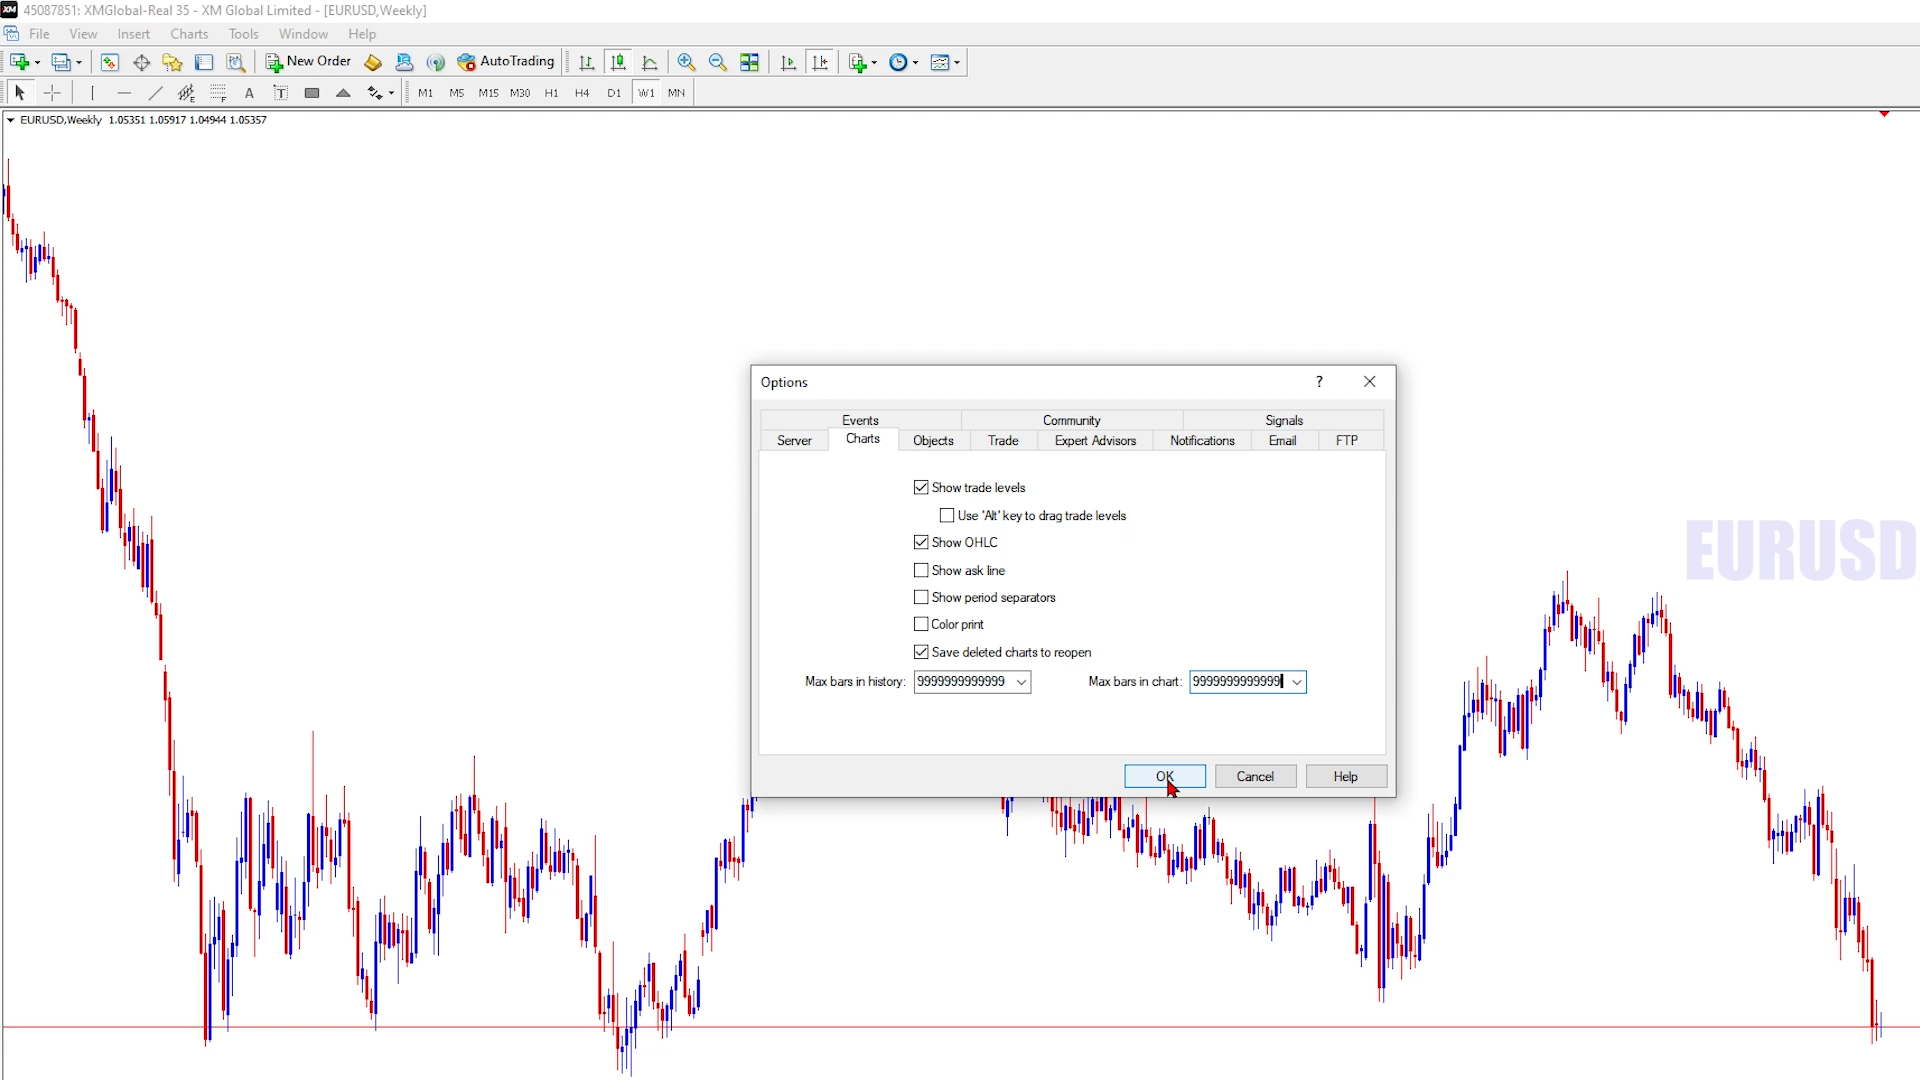 XM 45087851: XMGlobal-Real 35 - XM Global Limited - [EURUSD,Weekly]
File View Insert Charts Tools Window Help
New Order AutoTrading
A T M1 M5 M15 M30 H1 H4 D1 W1 MN
EURUSD,Weekly 1.05351 1.05917 1.04944 1.05357
Options ?
Events Community Signals
Server Charts Objects Trade Expert Advisors Notifications Email FTP
Show trade levels
Use 'Alt' key to drag trade levels
Show OHLC
Show ask line
Show period separators
Color print
Save deleted charts to reopen
Max bars in history: 9999999999999 Max bars in chart: 9999999999999
OK Cancel Help
EURUSD